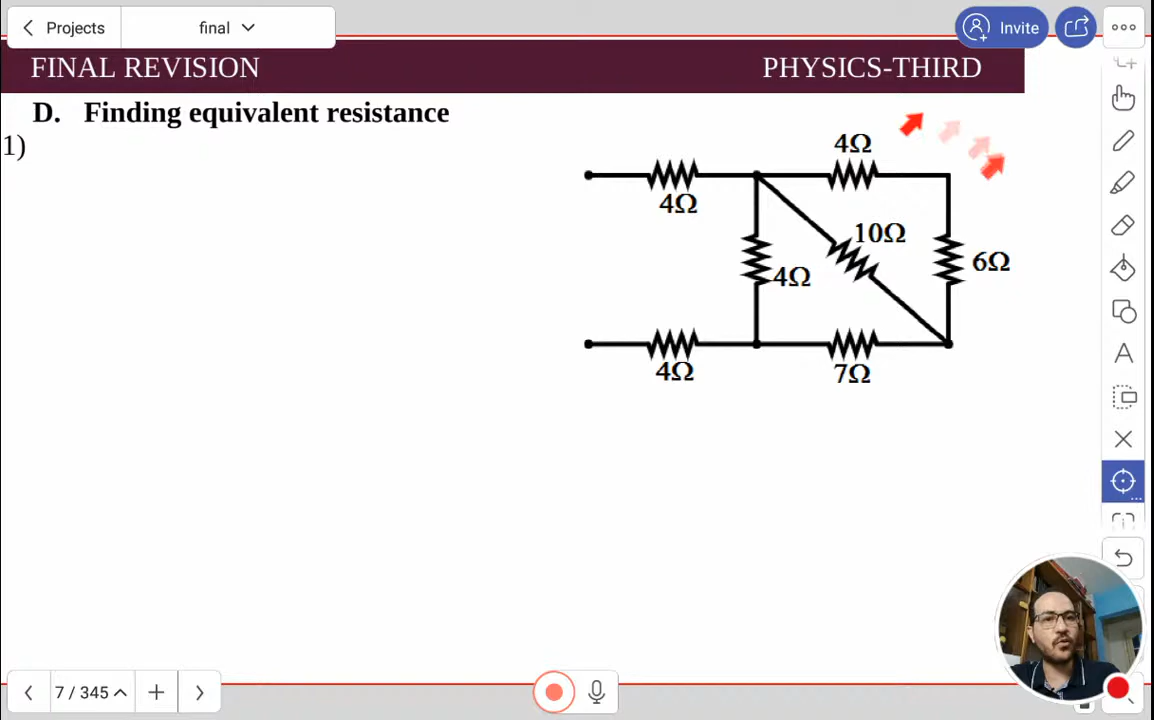 Projects
final
Invite
FINAL REVISION
PHYSICS-THIRD
D. Finding equivalent resistance
1)
4Ω
4Ω
10Ω
4Ω
6Ω
4Ω
7Ω
7 / 345